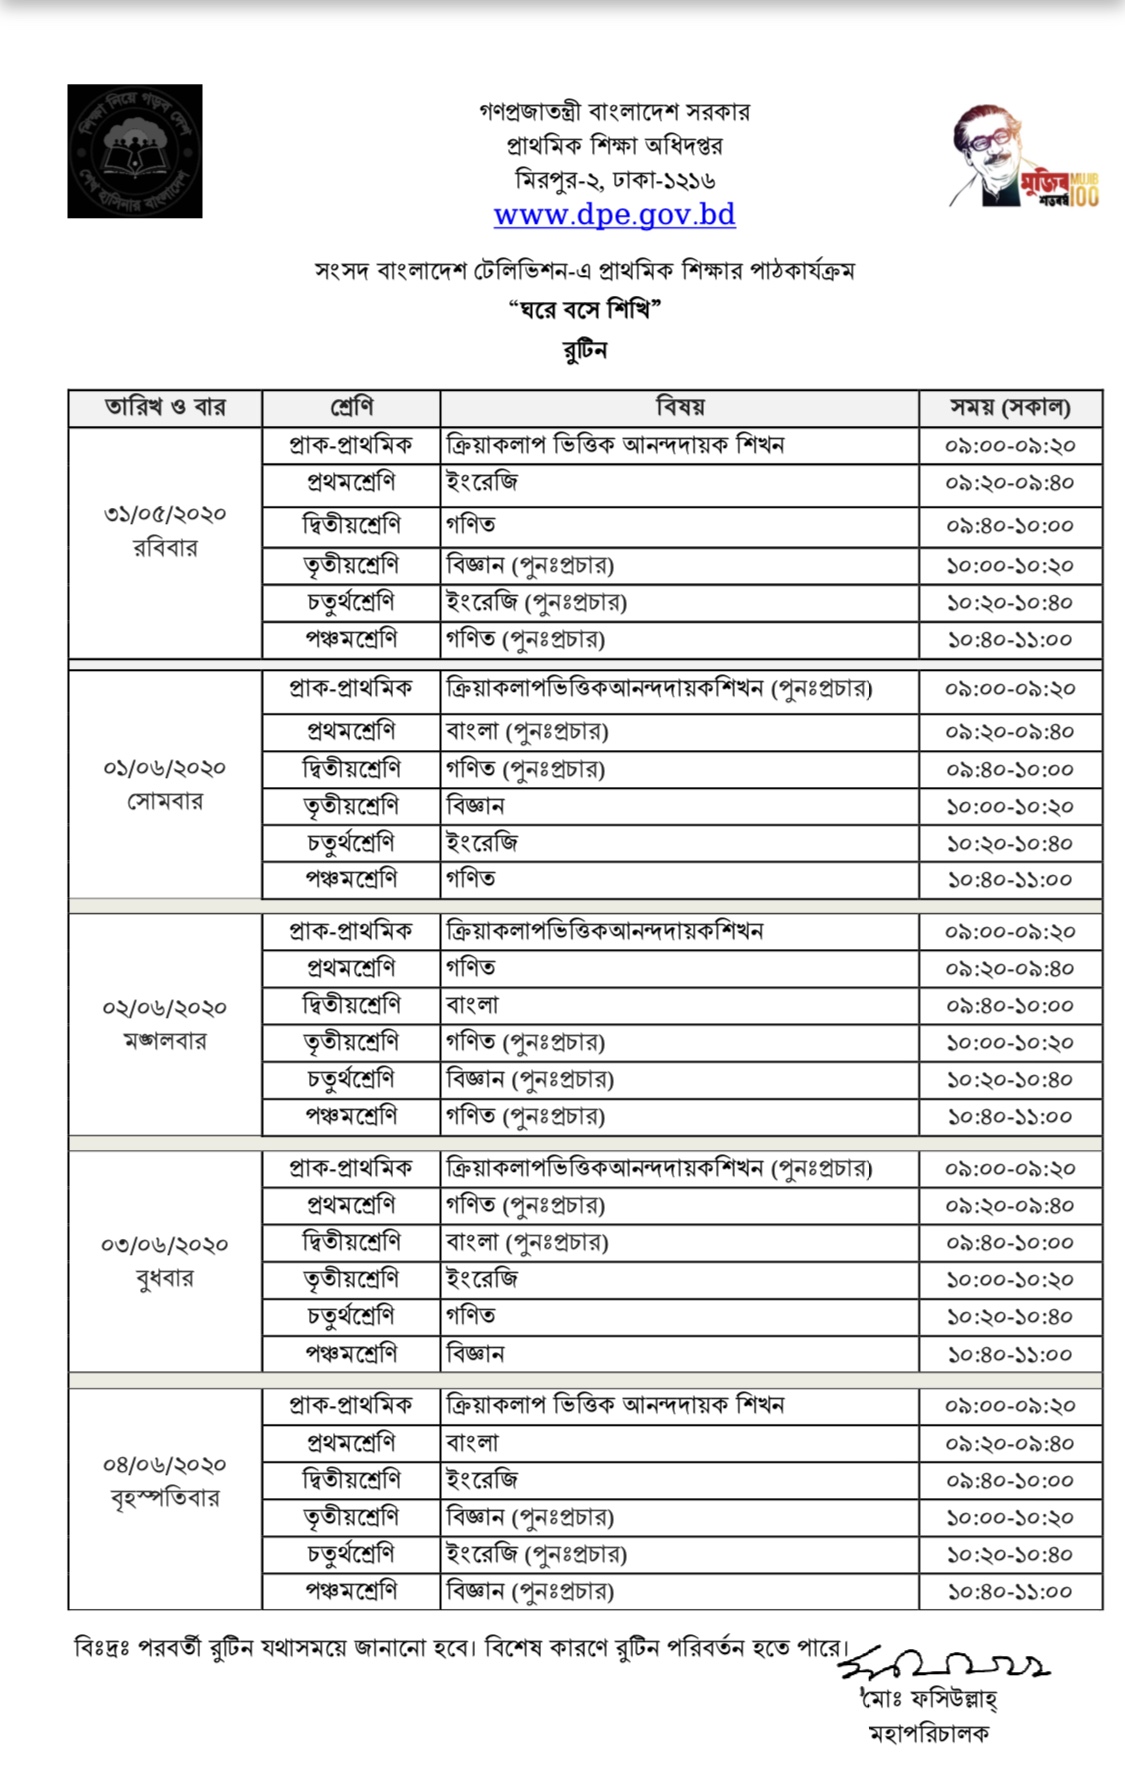 শিক্ষা নিয়ে গড়ব দেশ
শেখ হাসিনার বাংলাদেশ
গণপ্রজাতন্ত্রী বাংলাদেশ সরকার
প্রাথমিক শিক্ষা অধিদপ্তর
মিরপুর-২, ঢাকা-১২১৬
www.dpe.gov.bd
মুজিব MUJIB
শতবর্ষ 100
সংসদ বাংলাদেশ টেলিভিশন-এ প্রাথমিক শিক্ষার পাঠকার্যক্রম
“ঘরে বসে শিখি”
রুটিন
তারিখ ও বার শ্রেণি বিষয় সময় (সকাল)
৩১/০৫/২০২০ রবিবার
প্রাক-প্রাথমিক ক্রিয়াকলাপ ভিত্তিক আনন্দদায়ক শিখন ০৯:০০-০৯:২০
প্রথমশ্রেণি ইংরেজি ০৯:২০-০৯:৪০
দ্বিতীয়শ্রেণি গণিত ০৯:৪০-১০:০০
তৃতীয়শ্রেণি বিজ্ঞান (পুনঃপ্রচার) ১০:০০-১০:২০
চতুর্থশ্রেণি ইংরেজি (পুনঃপ্রচার) ১০:২০-১০:৪০
পঞ্চমশ্রেণি গণিত (পুনঃপ্রচার) ১০:৪০-১১:০০
০১/০৬/২০২০ সোমবার
প্রাক-প্রাথমিক ক্রিয়াকলাপভিত্তিকআনন্দদায়কশিখন (পুনঃপ্রচার) ০৯:০০-০৯:২০
প্রথমশ্রেণি বাংলা (পুনঃপ্রচার) ০৯:২০-০৯:৪০
দ্বিতীয়শ্রেণি গণিত (পুনঃপ্রচার) ০৯:৪০-১০:০০
তৃতীয়শ্রেণি বিজ্ঞান ১০:০০-১০:২০
চতুর্থশ্রেণি ইংরেজি ১০:২০-১০:৪০
পঞ্চমশ্রেণি গণিত ১০:৪০-১১:০০
০২/০৬/২০২০ মঙ্গলবার
প্রাক-প্রাথমিক ক্রিয়াকলাপভিত্তিকআনন্দদায়কশিখন ০৯:০০-০৯:২০
প্রথমশ্রেণি গণিত ০৯:২০-০৯:৪০
দ্বিতীয়শ্রেণি বাংলা ০৯:৪০-১০:০০
তৃতীয়শ্রেণি গণিত (পুনঃপ্রচার) ১০:০০-১০:২০
চতুর্থশ্রেণি বিজ্ঞান (পুনঃপ্রচার) ১০:২০-১০:৪০
পঞ্চমশ্রেণি গণিত (পুনঃপ্রচার) ১০:৪০-১১:০০
০৩/০৬/২০২০ বুধবার
প্রাক-প্রাথমিক ক্রিয়াকলাপভিত্তিকআনন্দদায়কশিখন (পুনঃপ্রচার) ০৯:০০-০৯:২০
প্রথমশ্রেণি গণিত (পুনঃপ্রচার) ০৯:২০-০৯:৪০
দ্বিতীয়শ্রেণি বাংলা (পুনঃপ্রচার) ০৯:৪০-১০:০০
তৃতীয়শ্রেণি ইংরেজি ১০:০০-১০:২০
চতুর্থশ্রেণি গণিত ১০:২০-১০:৪০
পঞ্চমশ্রেণি বিজ্ঞান ১০:৪০-১১:০০
০৪/০৬/২০২০ বৃহস্পতিবার
প্রাক-প্রাথমিক ক্রিয়াকলাপ ভিত্তিক আনন্দদায়ক শিখন ০৯:০০-০৯:২০
প্রথমশ্রেণি বাংলা ০৯:২০-০৯:৪০
দ্বিতীয়শ্রেণি ইংরেজি ০৯:৪০-১০:০০
তৃতীয়শ্রেণি বিজ্ঞান (পুনঃপ্রচার) ১০:০০-১০:২০
চতুর্থশ্রেণি ইংরেজি (পুনঃপ্রচার) ১০:২০-১০:৪০
পঞ্চমশ্রেণি বিজ্ঞান (পুনঃপ্রচার) ১০:৪০-১১:০০
বিঃদ্রঃ পরবর্তী রুটিন যথাসময়ে জানানো হবে। বিশেষ কারণে রুটিন পরিবর্তন হতে পারে।
মোঃ ফসিউল্লাহ্
মহাপরিচালক